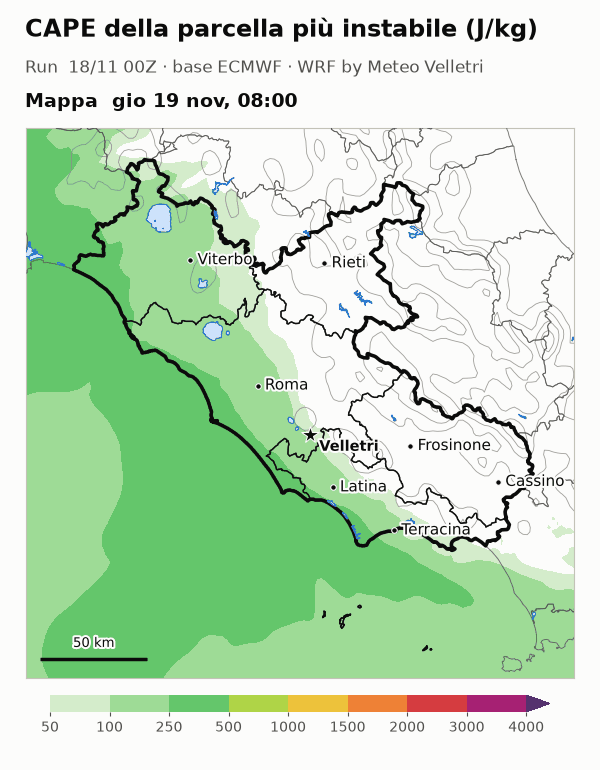 CAPE della parcella più instabile (J/kg)
Run  18/11 00Z · base ECMWF · WRF by Meteo Velletri
Mappa  gio 19 nov, 08:00
Viterbo
Rieti
Roma
Velletri
Frosinone
Latina
Cassino
Terracina
50 km
50 100 250 500 1000 1500 2000 3000 4000